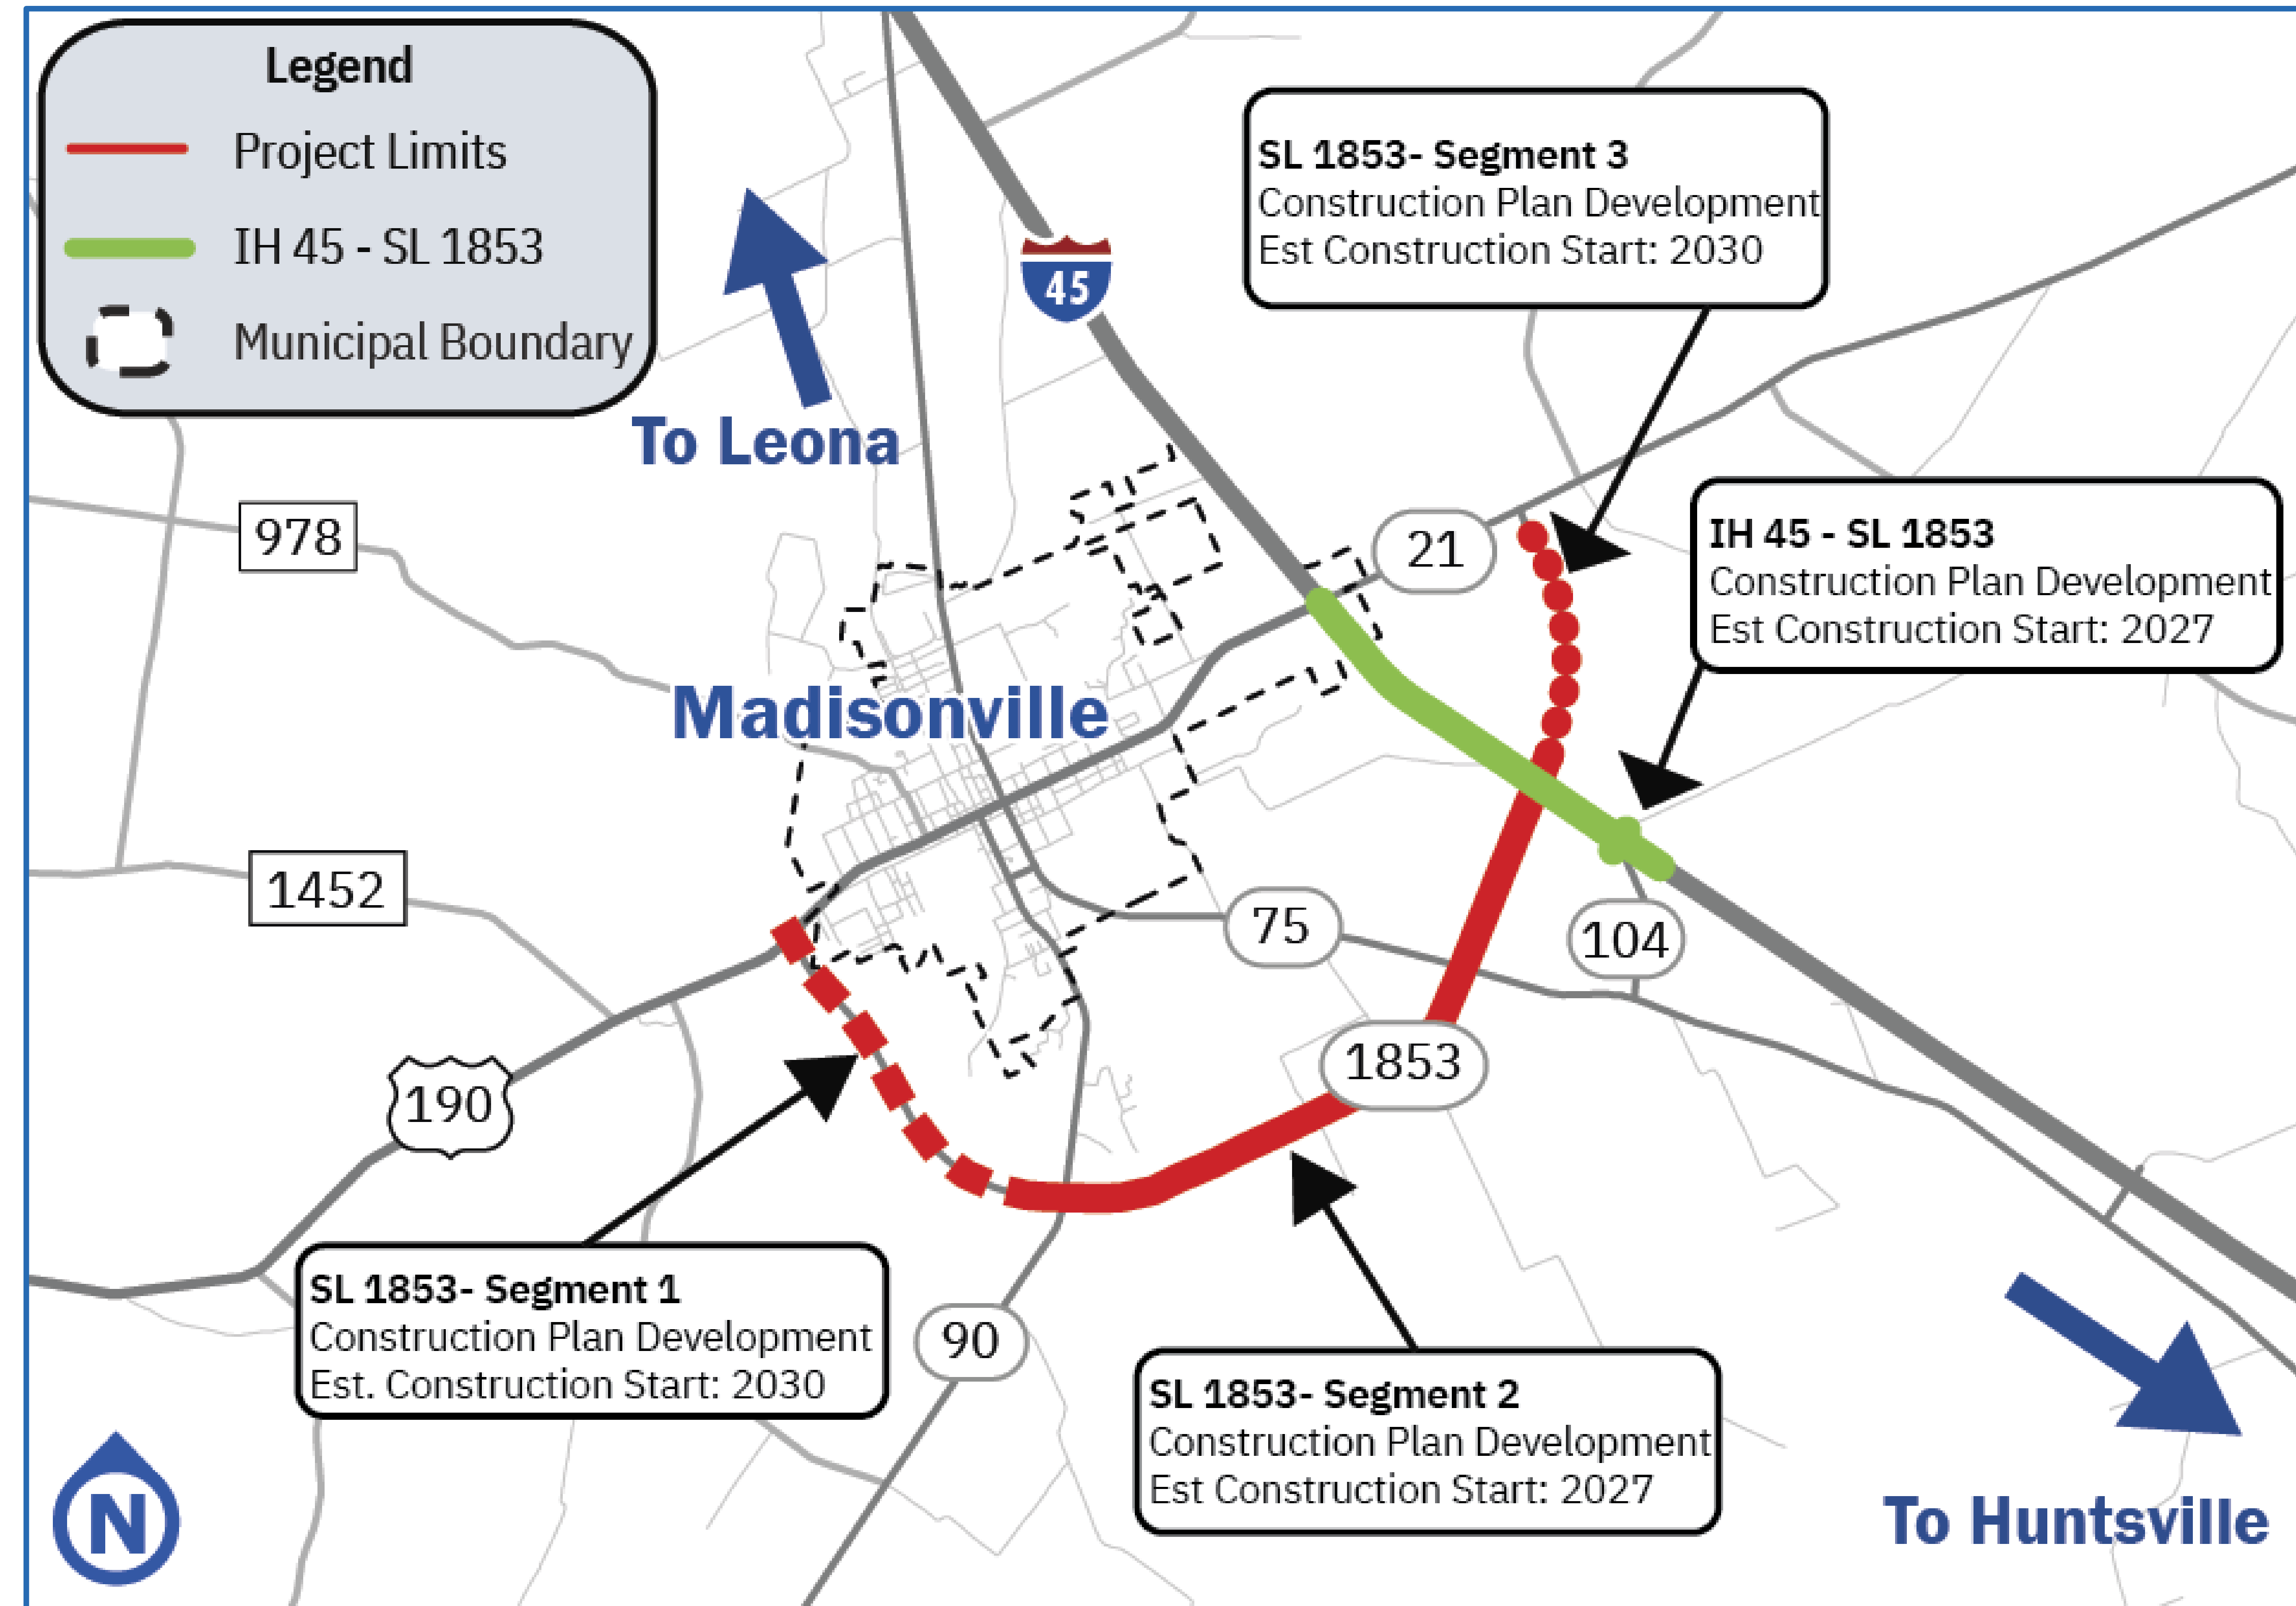 Legend
Project Limits
IH 45 - SL 1853
Municipal Boundary
SL 1853- Segment 3
Construction Plan Development
Est Construction Start: 2030
45
To Leona
978
21
IH 45 - SL 1853
Construction Plan Development
Est Construction Start: 2027
Madisonville
1452
75
104
190
1853
SL 1853- Segment 1
Construction Plan Development
Est. Construction Start: 2030
90
SL 1853- Segment 2
Construction Plan Development
Est Construction Start: 2027
N
To Huntsville